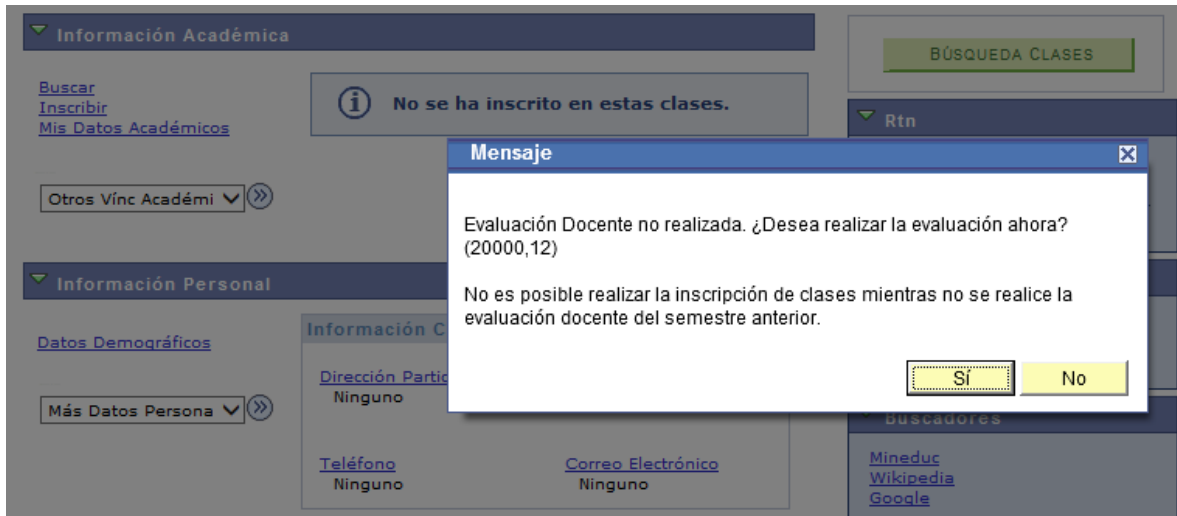 Información Académica
Buscar
Inscribir
Mis Datos Académicos
No se ha inscrito en estas clases.
Otros Vínc Académi
BÚSQUEDA CLASES
Rtn
Mensaje
Evaluación Docente no realizada. ¿Desea realizar la evaluación ahora?
(20000,12)
No es posible realizar la inscripción de clases mientras no se realice la
evaluación docente del semestre anterior.
Sí
No
Información Personal
Datos Demográficos
Más Datos Persona
Información C
Dirección Partic
Ninguno
Teléfono
Ninguno
Correo Electrónico
Ninguno
Buscadores
Mineduc
Wikipedia
Google